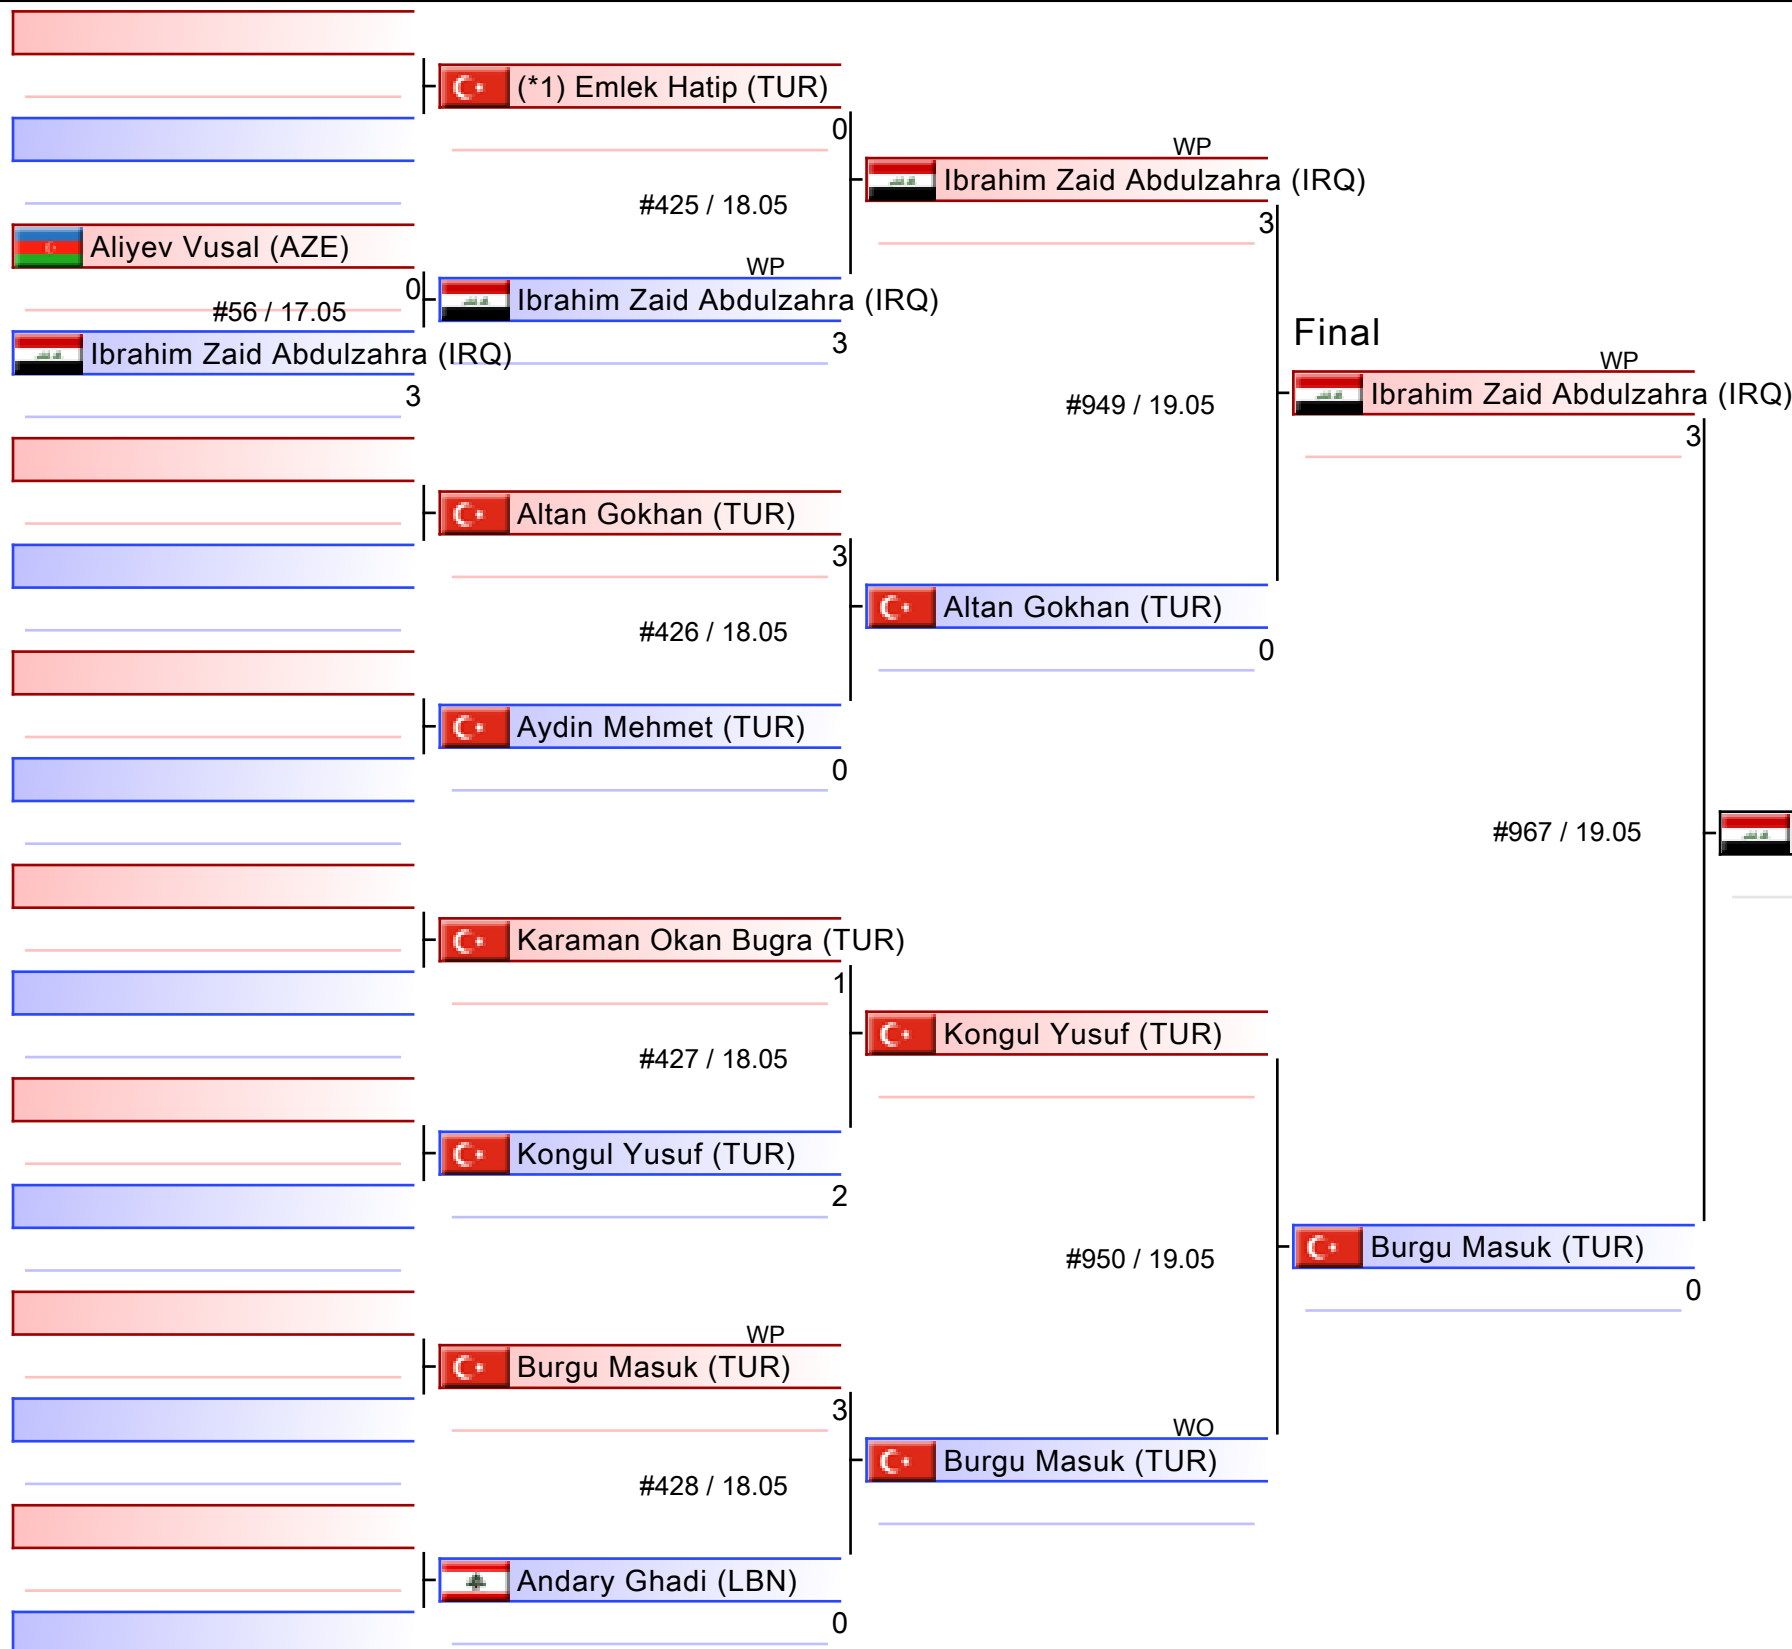 (*1) Emlek Hatip (TUR)
0
WP
Ibrahim Zaid Abdulzahra (IRQ)
#425 / 18.05
3
Aliyev Vusal (AZE)
WP
0
Ibrahim Zaid Abdulzahra (IRQ)
#56 / 17.05
Final
3
Ibrahim Zaid Abdulzahra (IRQ)
WP
3
Ibrahim Zaid Abdulzahra (IRQ)
#949 / 19.05
3
Altan Gokhan (TUR)
3
Altan Gokhan (TUR)
#426 / 18.05
0
Aydin Mehmet (TUR)
0
#967 / 19.05
Karaman Okan Bugra (TUR)
1
Kongul Yusuf (TUR)
#427 / 18.05
Kongul Yusuf (TUR)
2
Burgu Masuk (TUR)
#950 / 19.05
0
WP
Burgu Masuk (TUR)
3
WO
Burgu Masuk (TUR)
#428 / 18.05
Andary Ghadi (LBN)
0